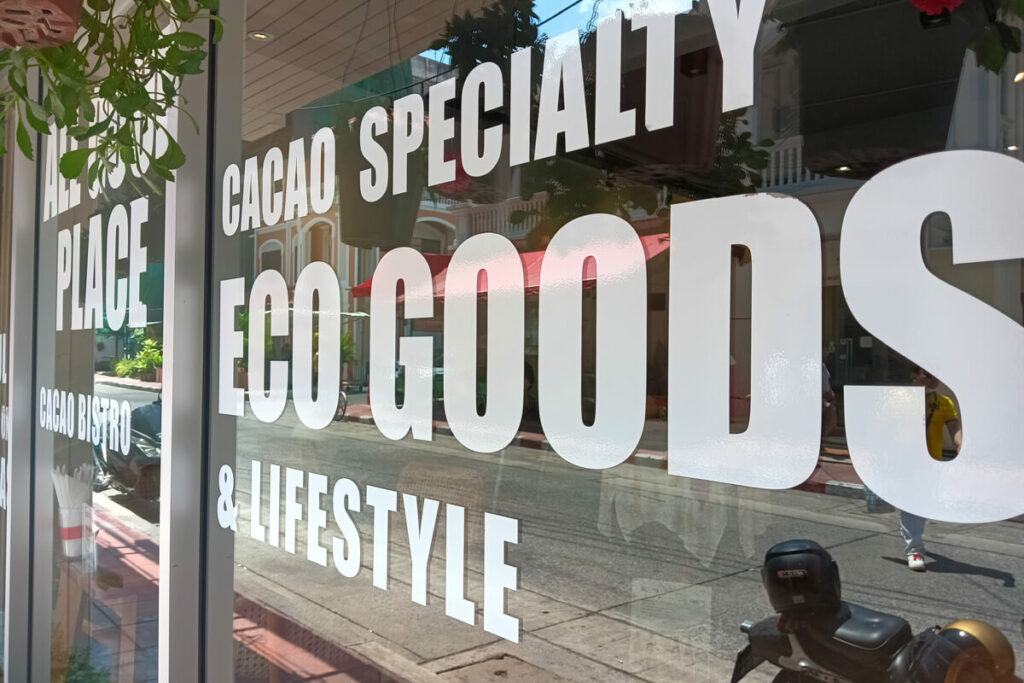 PLACE
CACAO BISTRO
CACAO SPECIALTY
ECO GOODS
& LIFESTYLE